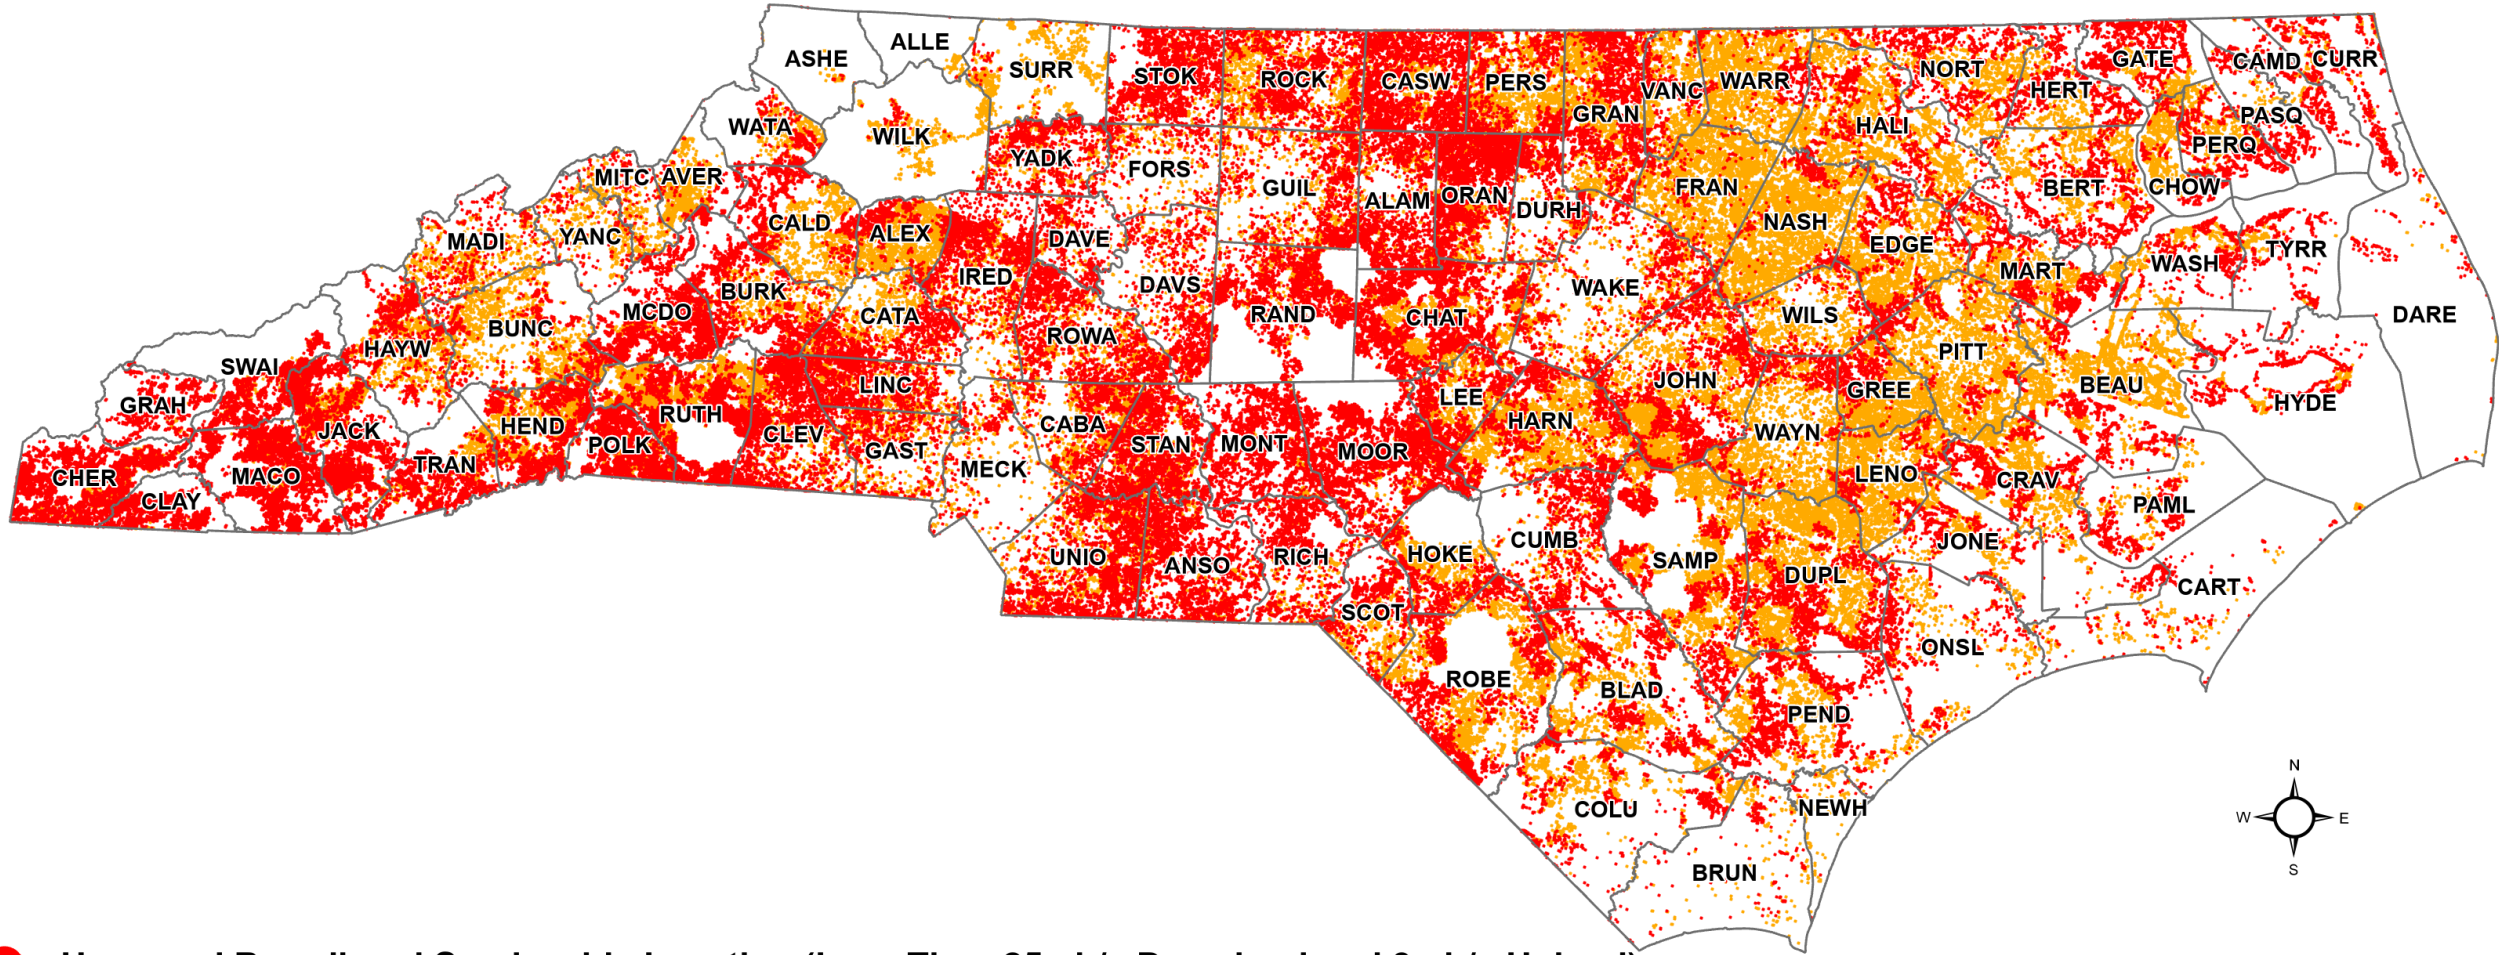 ASHE
ALLE
SURR
STOK
ROCK
CASW
PERS
GRAN
VANC
WARR
NORT
HALI
HERT
GATE
CAMD
CURR
PASQ
PERQ
CHOW
BERT
WATA
WILK
YADK
FORS
GUIL
ALAM
ORAN
DURH
FRAN
NASH
EDGE
MART
WASH
TYRR
DARE
MITC
AVER
CALD
ALEX
IRED
DAVE
DAVS
RAND
CHAT
WAKE
WILS
PITT
BEAU
HYDE
MADI
YANC
BURK
MCDO
CATA
ROWA
BUNC
HAYW
SWAI
GRAH
JACK
HEND
RUTH
POLK
CLEV
LINC
GAST
CABA
STAN
MONT
MOOR
LEE
HARN
JOHN
GREE
WAYN
LENO
CRAV
PAML
CHER
CLAY
MACO
TRAN
MECK
UNIO
ANSO
RICH
SCOT
HOKE
CUMB
SAMP
DUPL
JONE
CART
ONSL
ROBE
BLAD
PEND
COLU
NEWH
BRUN
N
W
E
S